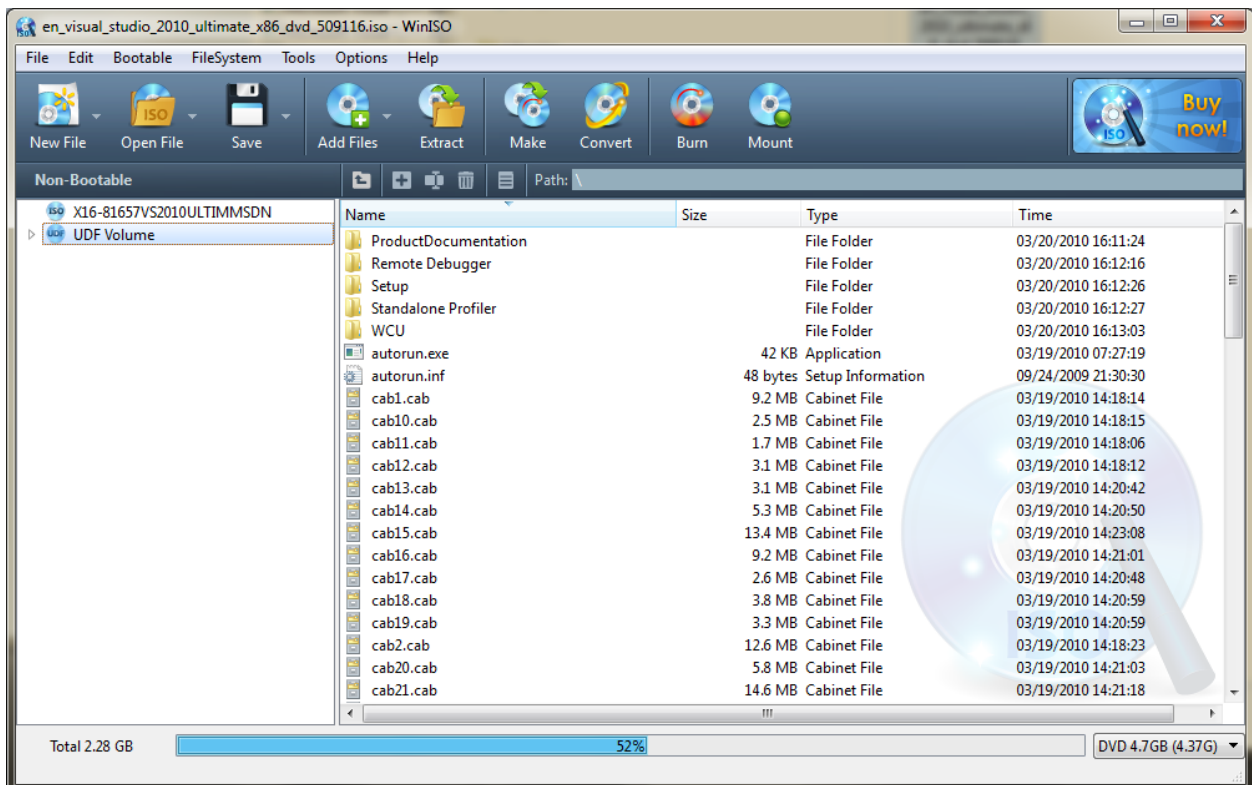 en_visual_studio_2010_ultimate_x86_dvd_509116.iso - WinISO
File Edit Bootable FileSystem Tools Options Help
New File Open File Save Add Files Extract Make Convert Burn Mount
ISO
ISO
Buy now!
Non-Bootable Path: \
ISO X16-81657VS2010ULTIMMSDN
UDF UDF Volume
Name Size Type Time
ProductDocumentation File Folder 03/20/2010 16:11:24
Remote Debugger File Folder 03/20/2010 16:12:16
Setup File Folder 03/20/2010 16:12:26
Standalone Profiler File Folder 03/20/2010 16:12:27
WCU File Folder 03/20/2010 16:13:03
autorun.exe 42 KB Application 03/19/2010 07:27:19
autorun.inf 48 bytes Setup Information 09/24/2009 21:30:30
cab1.cab 9.2 MB Cabinet File 03/19/2010 14:18:14
cab10.cab 2.5 MB Cabinet File 03/19/2010 14:18:15
cab11.cab 1.7 MB Cabinet File 03/19/2010 14:18:06
cab12.cab 3.1 MB Cabinet File 03/19/2010 14:18:12
cab13.cab 3.1 MB Cabinet File 03/19/2010 14:20:42
cab14.cab 5.3 MB Cabinet File 03/19/2010 14:20:50
cab15.cab 13.4 MB Cabinet File 03/19/2010 14:23:08
cab16.cab 9.2 MB Cabinet File 03/19/2010 14:21:01
cab17.cab 2.6 MB Cabinet File 03/19/2010 14:20:48
cab18.cab 3.8 MB Cabinet File 03/19/2010 14:20:59
cab19.cab 3.3 MB Cabinet File 03/19/2010 14:20:59
cab2.cab 12.6 MB Cabinet File 03/19/2010 14:18:23
cab20.cab 5.8 MB Cabinet File 03/19/2010 14:21:03
cab21.cab 14.6 MB Cabinet File 03/19/2010 14:21:18
Total 2.28 GB 52% DVD 4.7GB (4.37G)